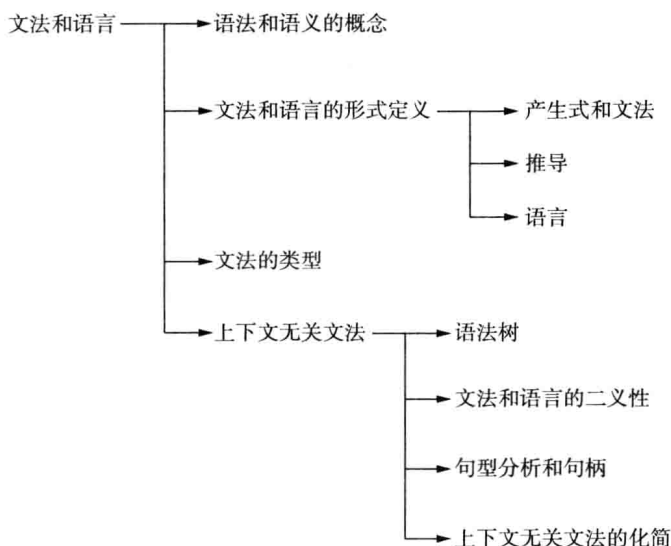 文法和语言
语法和语义的概念
文法和语言的形式定义
产生式和文法
推导
语言
文法的类型
上下文无关文法
语法树
文法和语言的二义性
句型分析和句柄
上下文无关文法的化简